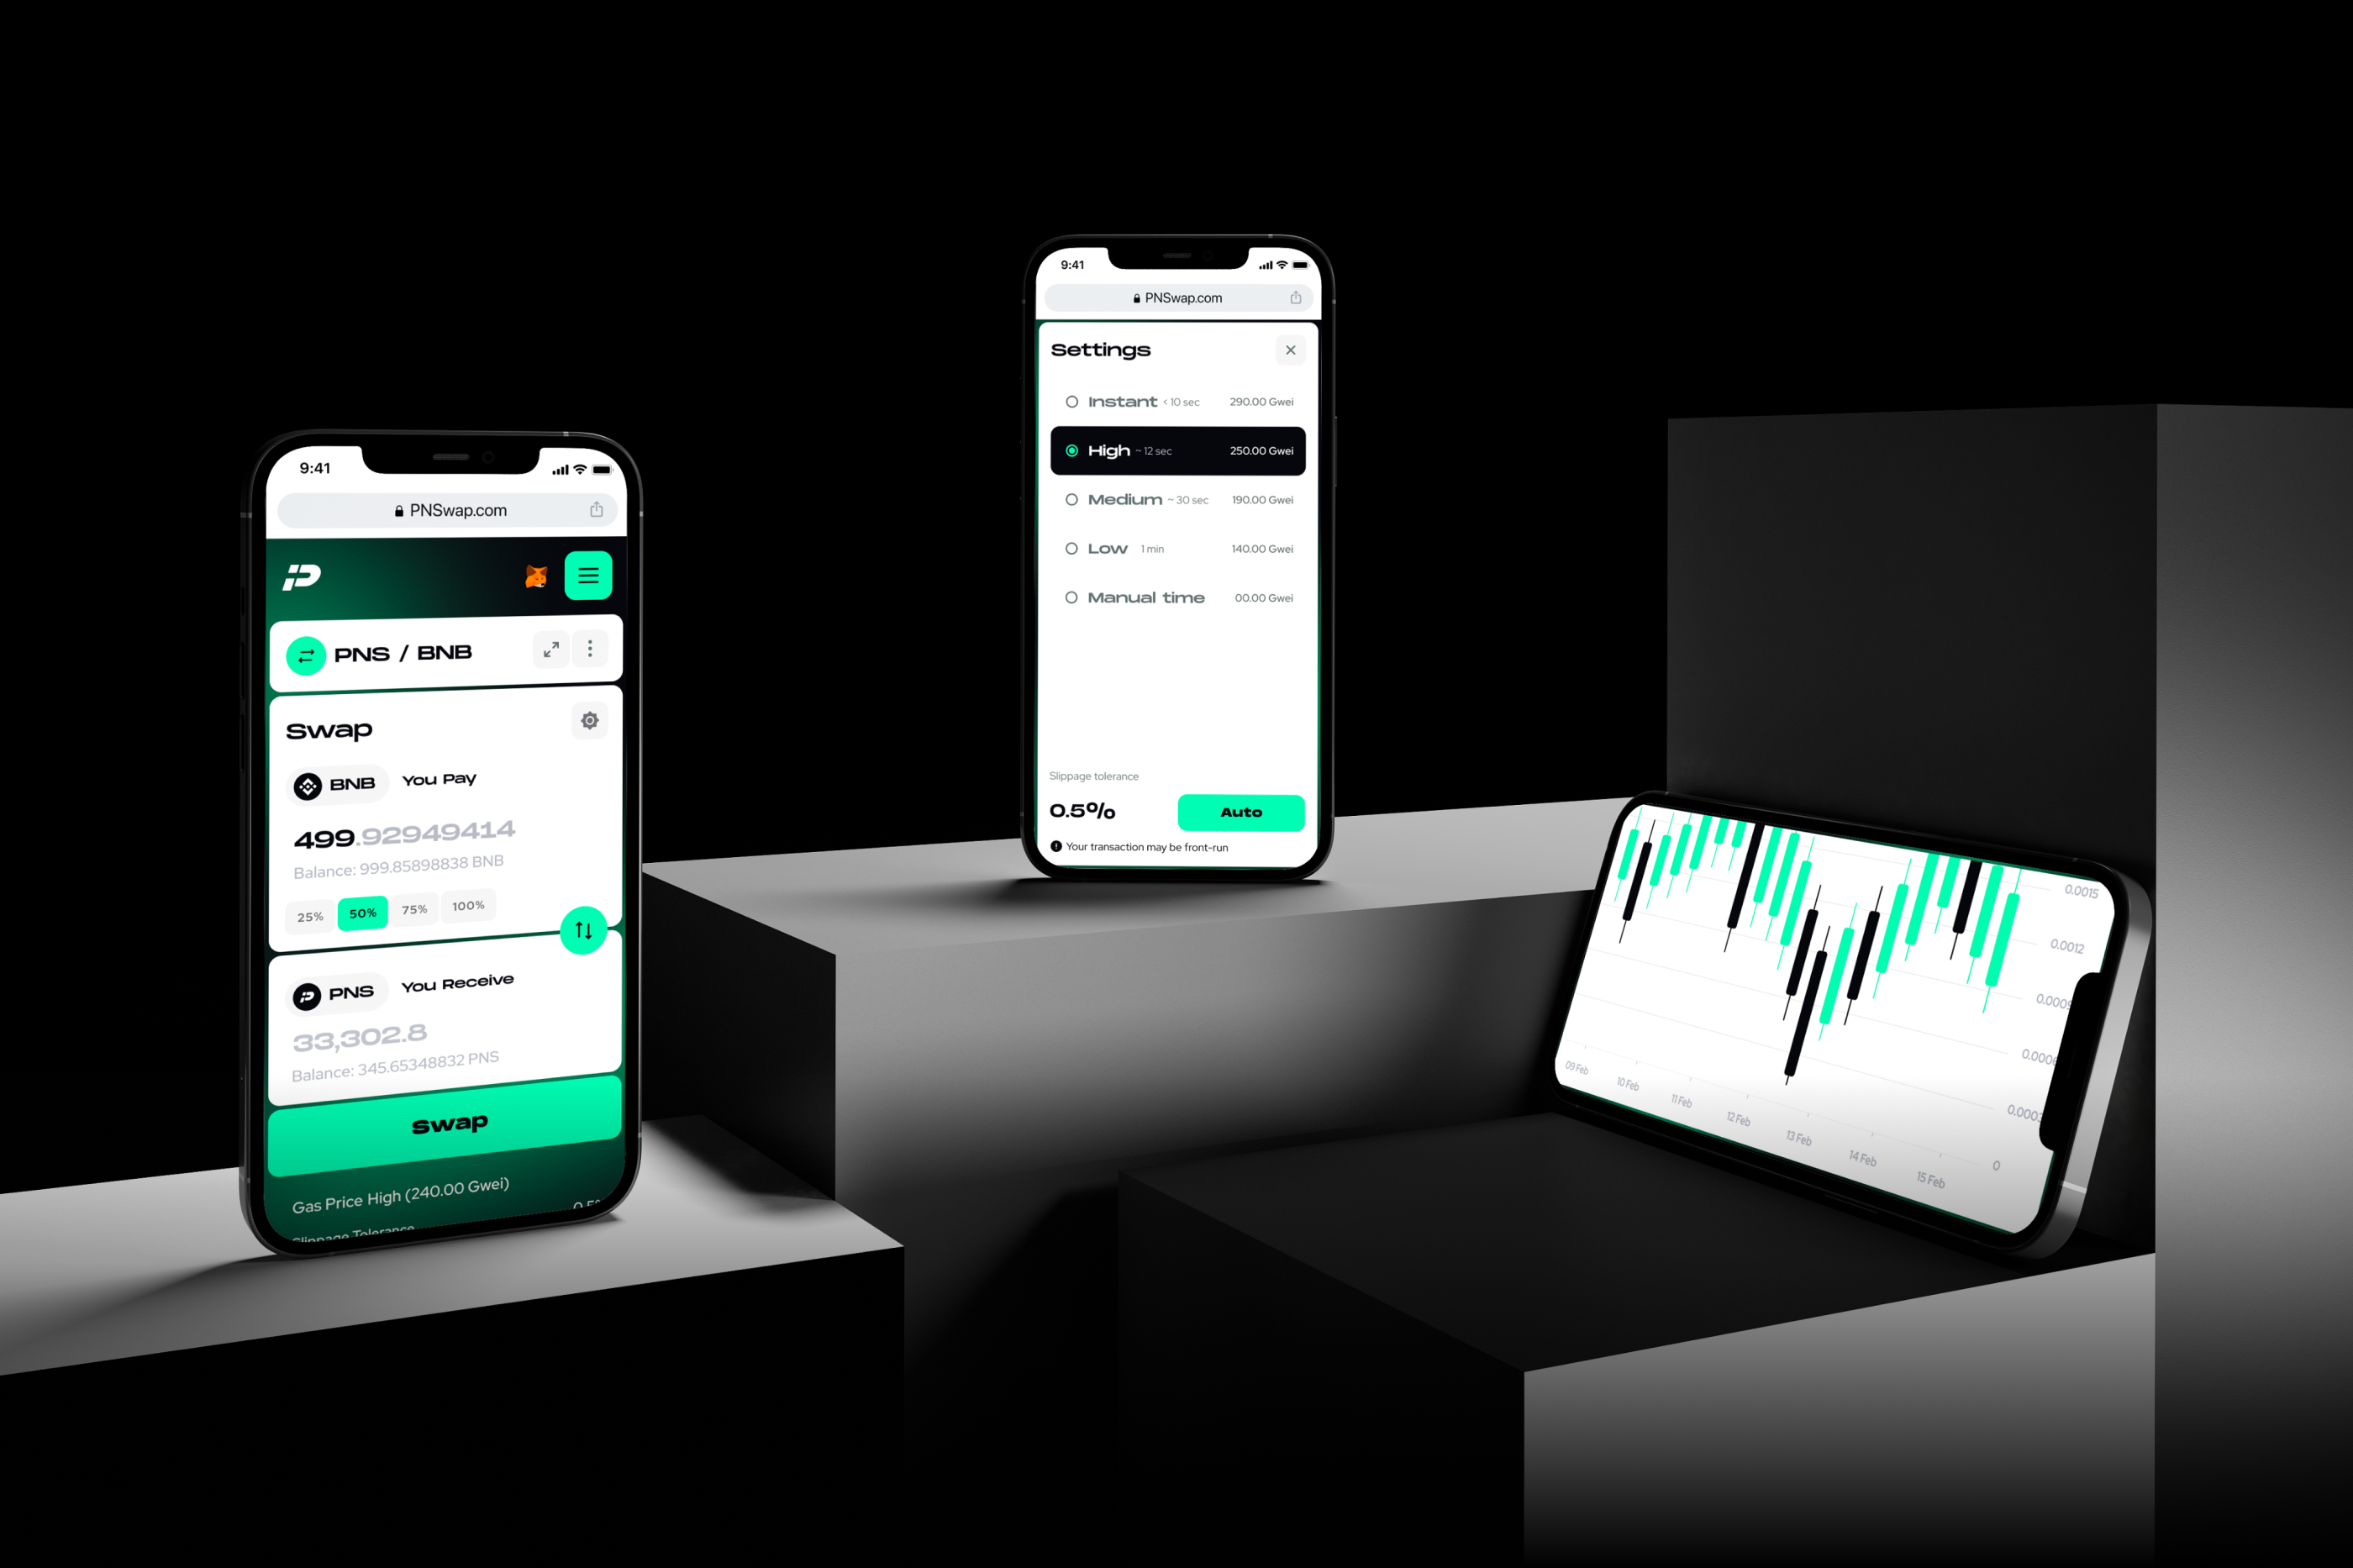 9:41
PNSwap.com
PNS / BNB
Swap
BNB You Pay
499.92949414
Balance: 999.85898838 BNB
25% 50% 75% 100%
PNS You Receive
33,302.8
Balance: 345.65348832 PNS
Swap
Gas Price High (240.00 Gwei)
Slippage Tolerance
9:41
PNSwap.com
Settings
Instant < 10 sec 290.00 Gwei
High ~ 12 sec 250.00 Gwei
Medium ~ 30 sec 190.00 Gwei
Low 1 min 140.00 Gwei
Manual time 00.00 Gwei
Slippage tolerance
0.5% Auto
Your transaction may be front-run
0.0015
0.0012
0
09 Feb 10 Feb 11 Feb 12 Feb 13 Feb 14 Feb 15 Feb